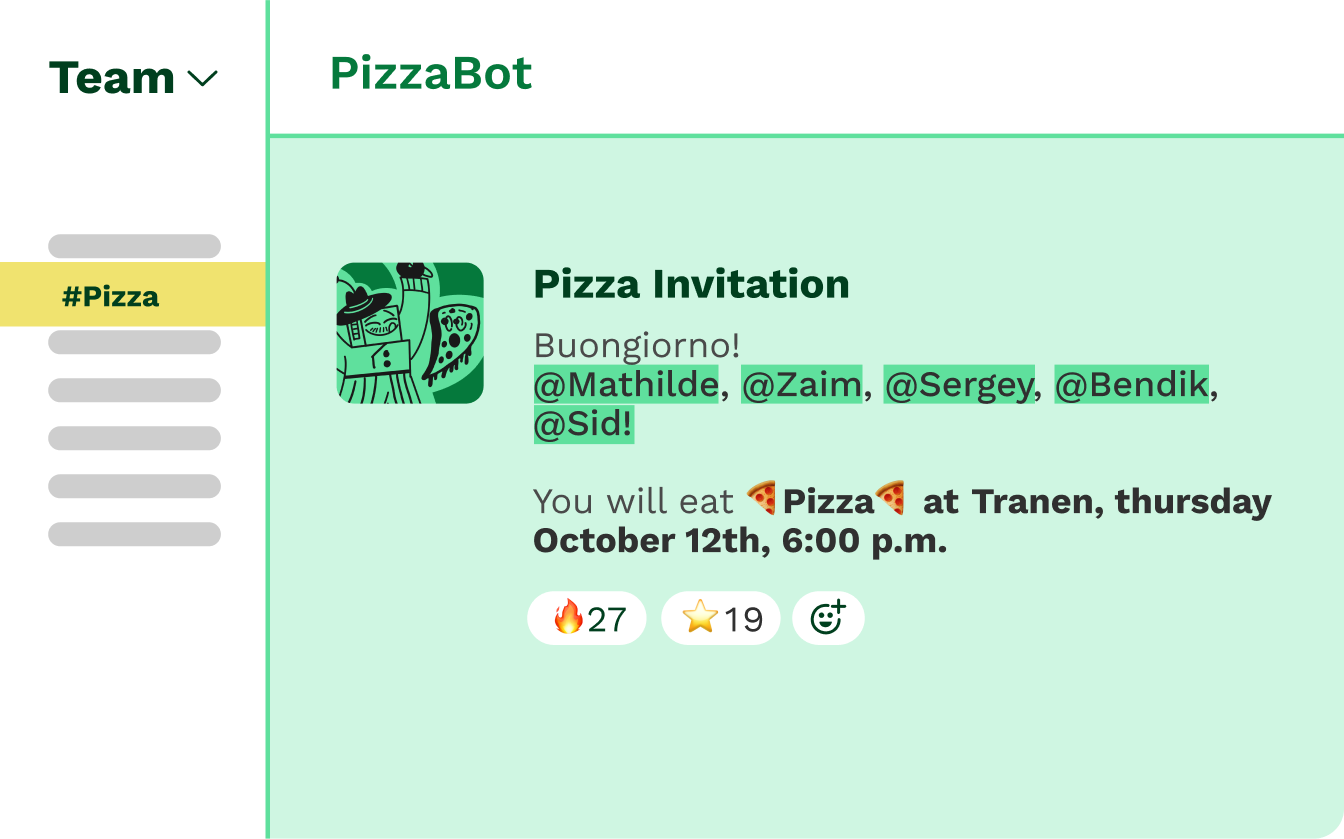 Team
PizzaBot
#Pizza
Pizza Invitation
Buongiorno!
@Mathilde, @Zaim, @Sergey, @Bendik,
@Sid!
You will eat 🍕Pizza🍕 at Tranen, thursday
October 12th, 6:00 p.m.
🔥27 ⭐19